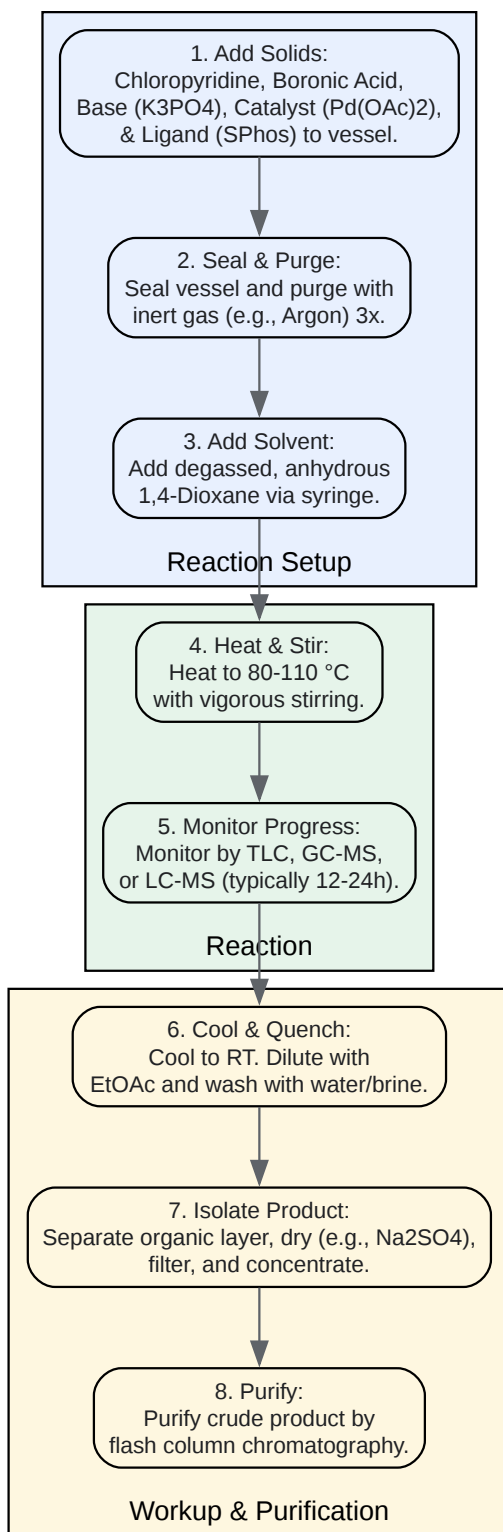 1. Add Solids:
Chloropyridine, Boronic Acid,
Base (K3PO4), Catalyst (Pd(OAc)2),
& Ligand (SPhos) to vessel.
2. Seal & Purge:
Seal vessel and purge with
inert gas (e.g., Argon) 3x.
3. Add Solvent:
Add degassed, anhydrous
1,4-Dioxane via syringe.
Reaction Setup
4. Heat & Stir:
Heat to 80-110 °C
with vigorous stirring.
5. Monitor Progress:
Monitor by TLC, GC-MS,
or LC-MS (typically 12-24h).
Reaction
6. Cool & Quench:
Cool to RT. Dilute with
EtOAc and wash with water/brine.
7. Isolate Product:
Separate organic layer, dry (e.g., Na2SO4),
filter, and concentrate.
8. Purify:
Purify crude product by
flash column chromatography.
Workup & Purification